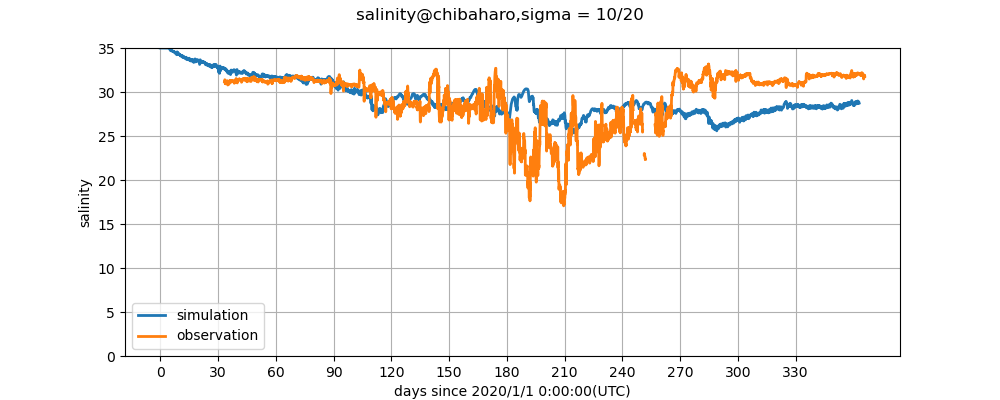 salinity@chibaharo,sigma = 10/20
35
30
25
20
15
10
5
0
salinity
simulation
observation
0 30 60 90 120 150 180 210 240 270 300 330
days since 2020/1/1 0:00:00(UTC)